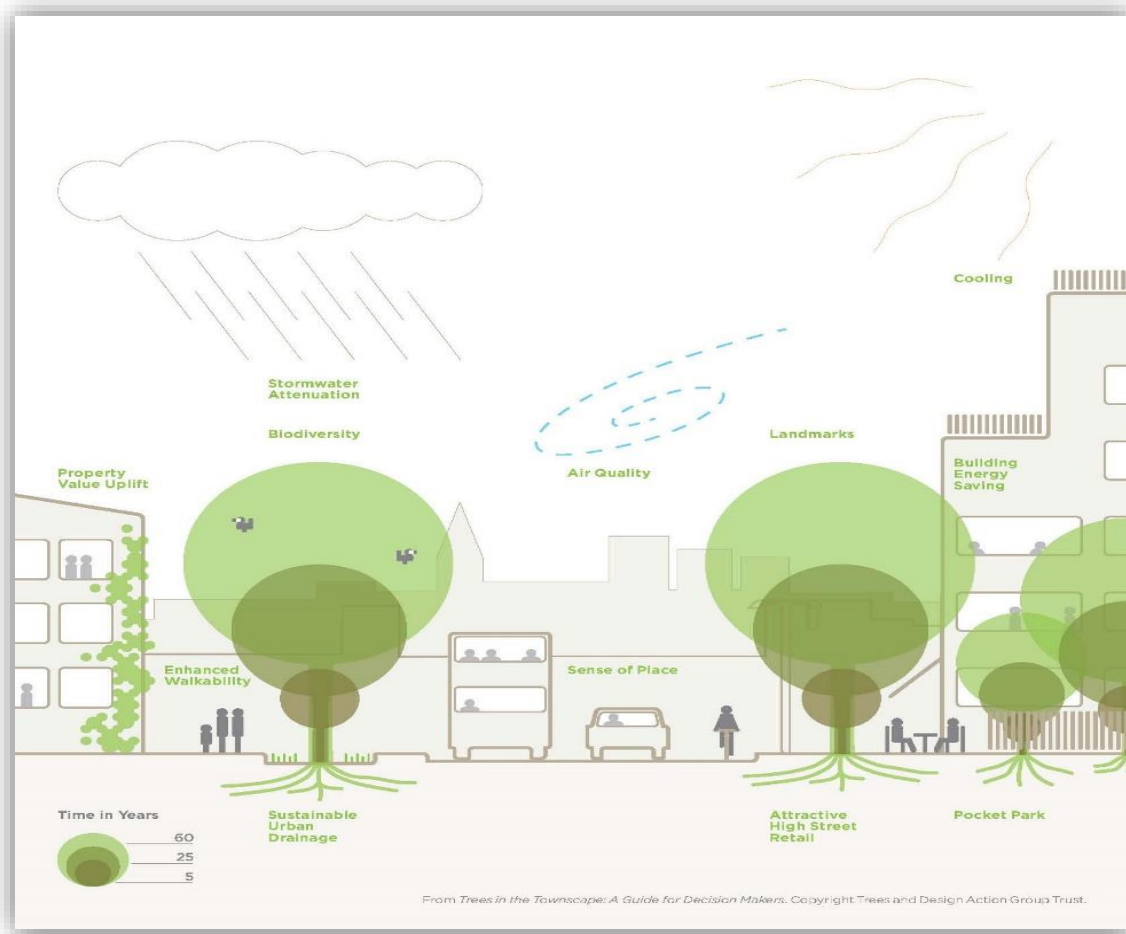 Cooling
Stormwater
Attenuation
Biodiversity
Landmarks
Property
Value Uplift
Air Quality
Building
Energy
Saving
Enhanced
Walkability
Sense of Place
Time in Years
60
25
5
Sustainable
Urban
Drainage
Attractive
High Street
Retail
Pocket Park
From Trees in the Townscape: A Guide for Decision Makers. Copyright Trees and Design Action Group Trust.